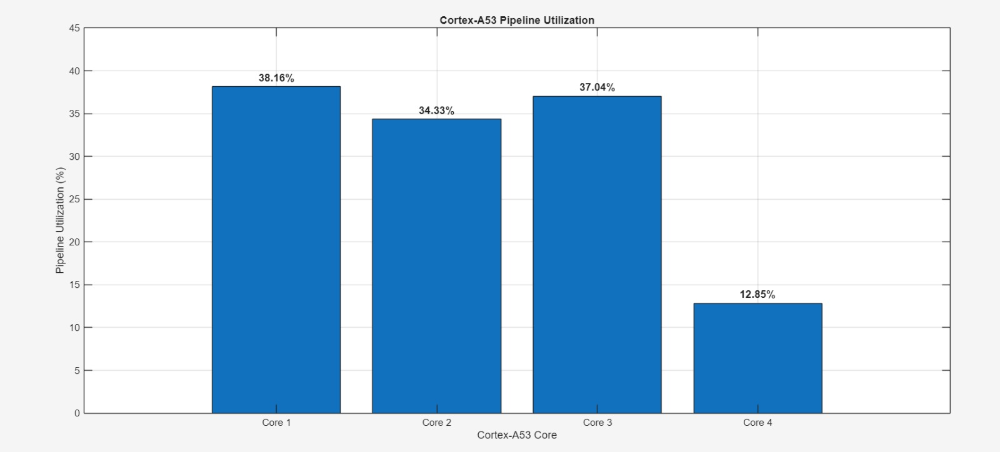 Cortex-A53 Pipeline Utilization
45
40
35
30
25
20
15
10
5
0
Pipeline Utilization (%)
38.16%
34.33%
37.04%
12.85%
Core 1
Core 2
Core 3
Core 4
Cortex-A53 Core